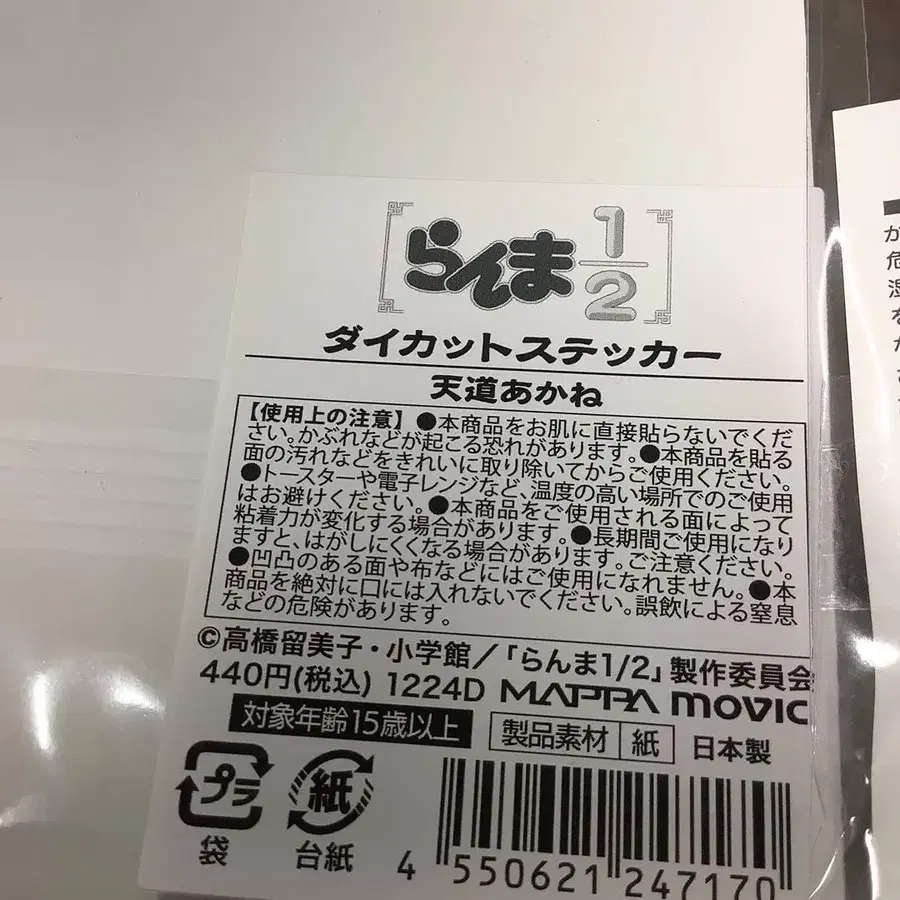 らんま1/2
ダイカットステッカー
天道あかね
【使用上の注意】●本商品をお肌に直接貼らないでくだ
さい。かぶれなどが起こる恐れがあります。●本商品を貼る
面の汚れなどをきれいに取り除いてからご使用ください。
●トースターや電子レンジなど、温度の高い場所でのご使用
はお避けください。●本商品をご使用される面によって
粘着力が変化する場合があります。●長期間ご使用になり
ますと、はがしにくくなる場合があります。ご注意ください。
●凹凸のある面や布などにはご使用になれません。●本
商品を絶対に口には入れないでください。誤飲による窒息
などの危険があります。
©高橋留美子・小学館／「らんま1/2」製作委員会
440円(税込) 1224D MAPPA movic
対象年齢15歳以上 製品素材 紙 日本製
プラ 紙
袋 台紙
4 550621 247170
が
危
湿
を